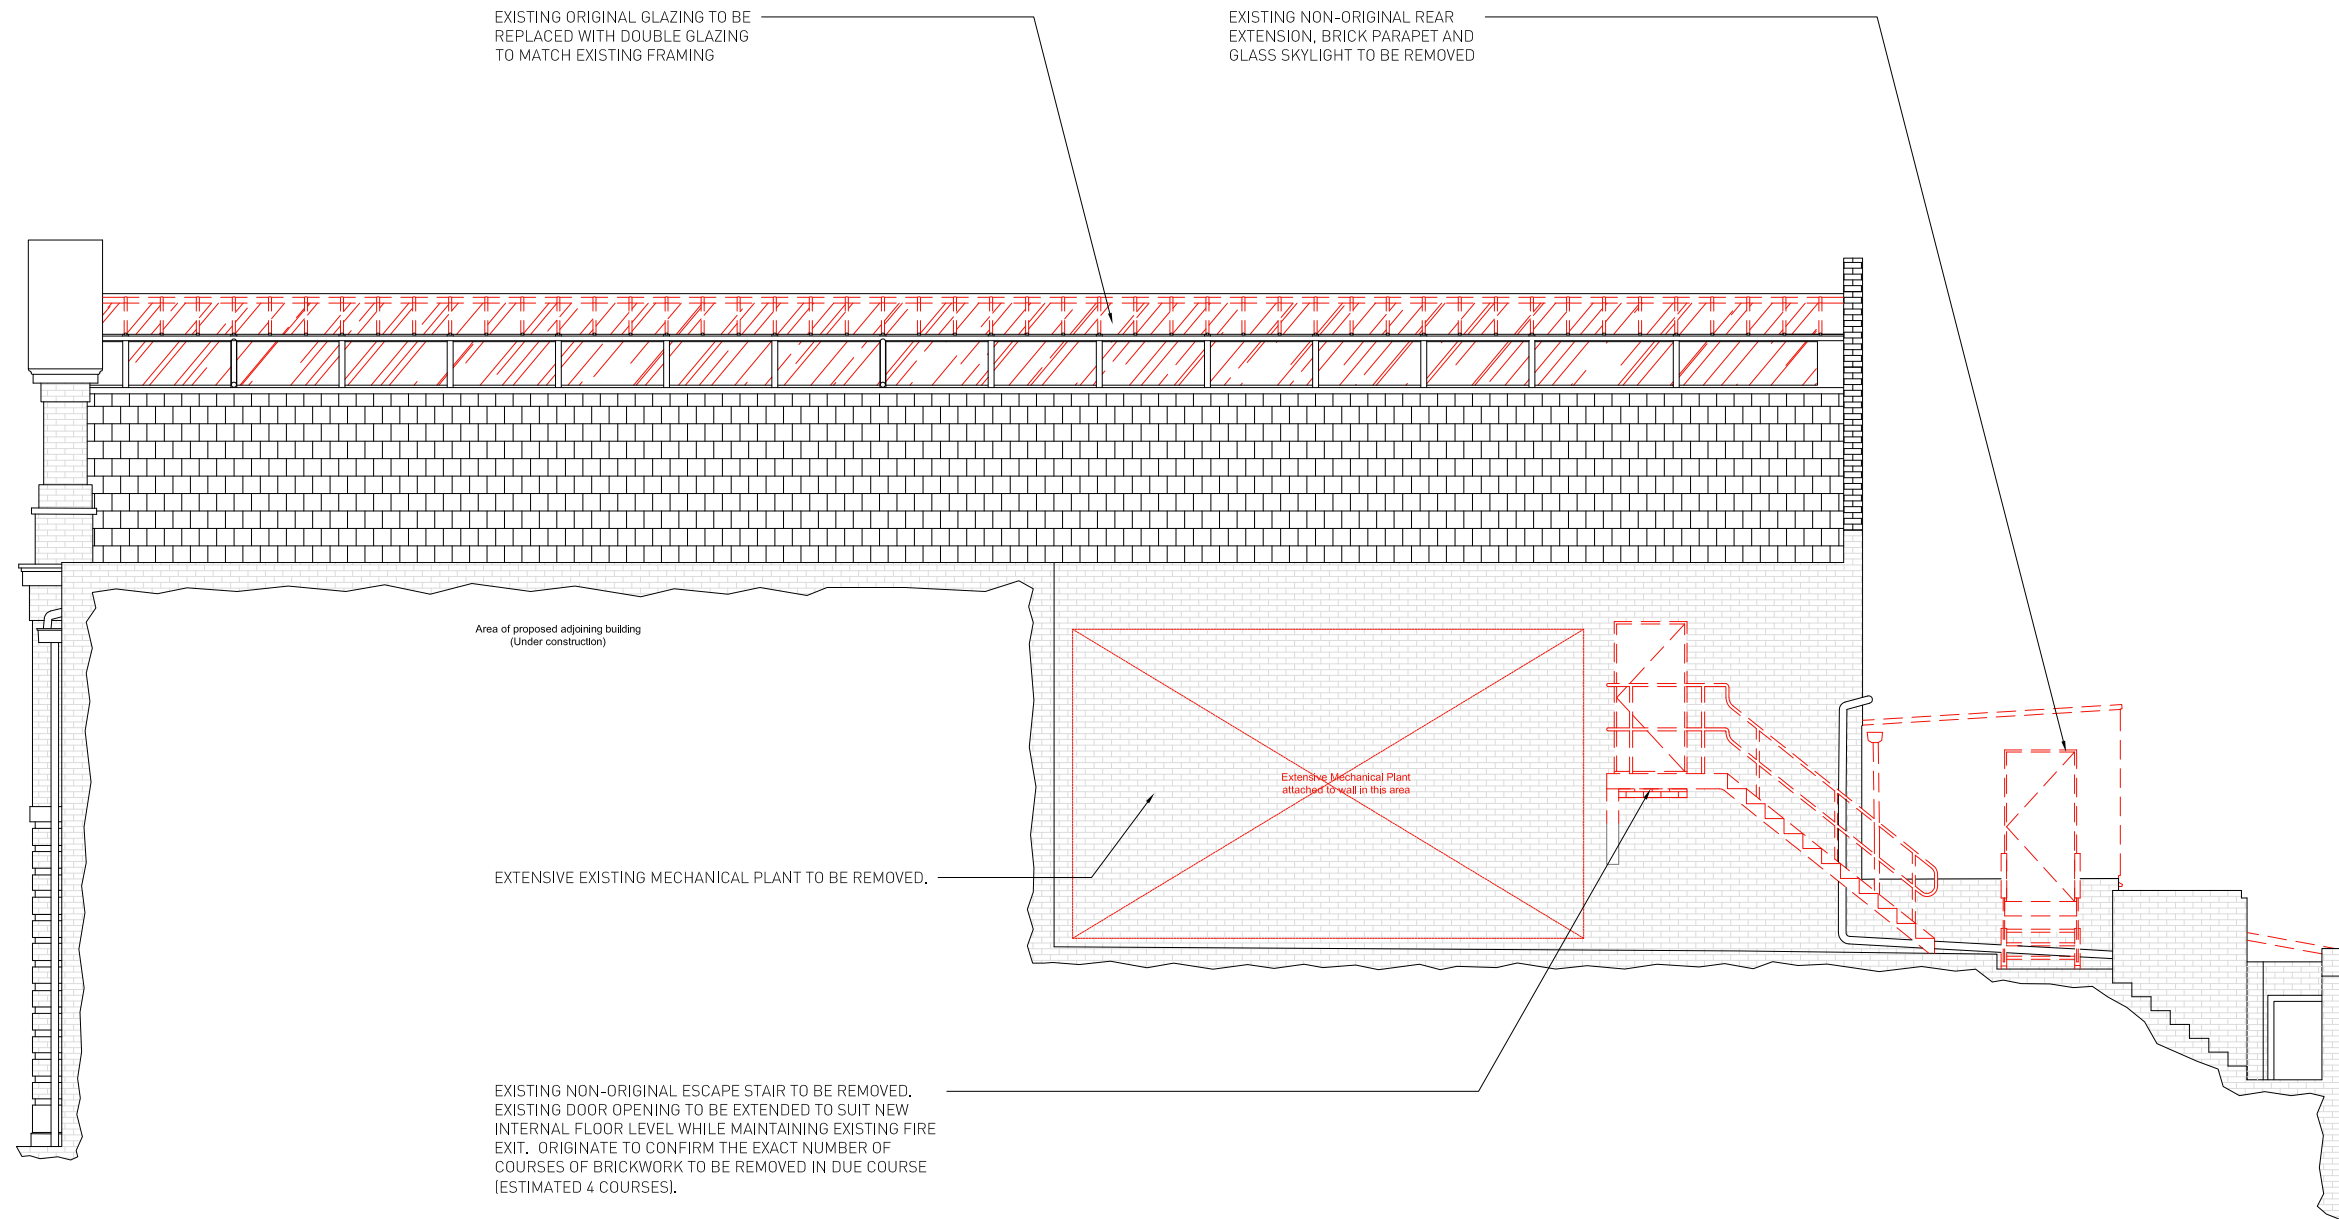 EXISTING ORIGINAL GLAZING TO BE
REPLACED WITH DOUBLE GLAZING
TO MATCH EXISTING FRAMING
EXISTING NON-ORIGINAL REAR
EXTENSION, BRICK PARAPET AND
GLASS SKYLIGHT TO BE REMOVED
Area of proposed adjoining building
(Under construction)
Extensive Mechanical Plant
attached to wall in this area
EXTENSIVE EXISTING MECHANICAL PLANT TO BE REMOVED.
EXISTING NON-ORIGINAL ESCAPE STAIR TO BE REMOVED.
EXISTING DOOR OPENING TO BE EXTENDED TO SUIT NEW
INTERNAL FLOOR LEVEL WHILE MAINTAINING EXISTING FIRE
EXIT. ORIGINATE TO CONFIRM THE EXACT NUMBER OF
COURSES OF BRICKWORK TO BE REMOVED IN DUE COURSE
(ESTIMATED 4 COURSES).